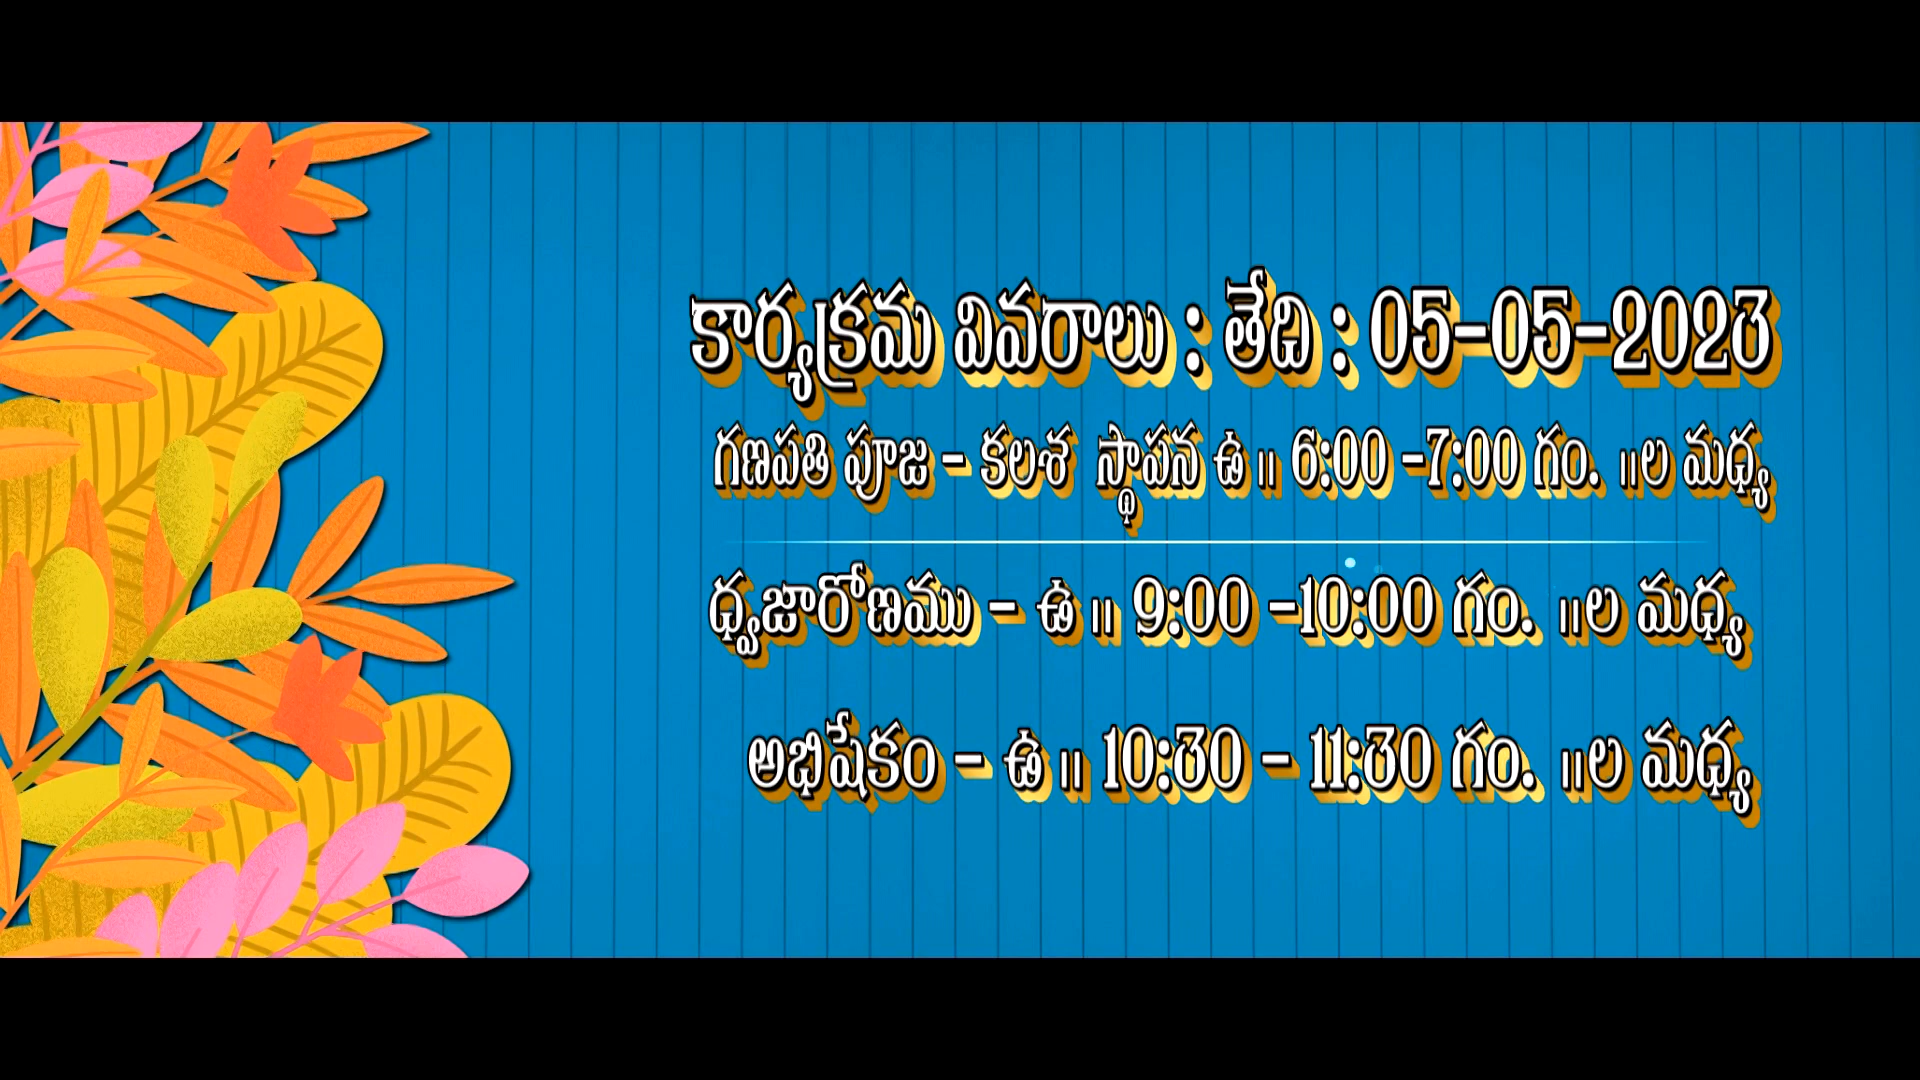 కార్యక్రమ వివరాలు : తేది : 05-05-2023
గణపతి పూజ - కలశ స్థాపన ఉ॥ 6:00 -7:00 గం. ॥ల మధ్య
ధ్వజారోణము - ఉ॥ 9:00 -10:00 గం. ॥ల మధ్య
అభిషేకం - ఉ॥ 10:30 - 11:30 గం. ॥ల మధ్య